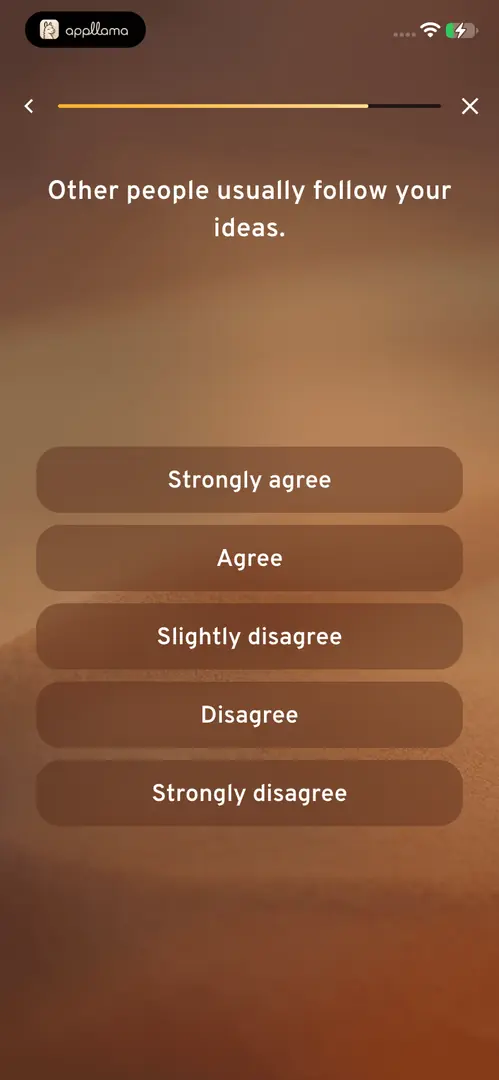 appllama
Other people usually follow your
ideas.
Strongly agree
Agree
Slightly disagree
Disagree
Strongly disagree